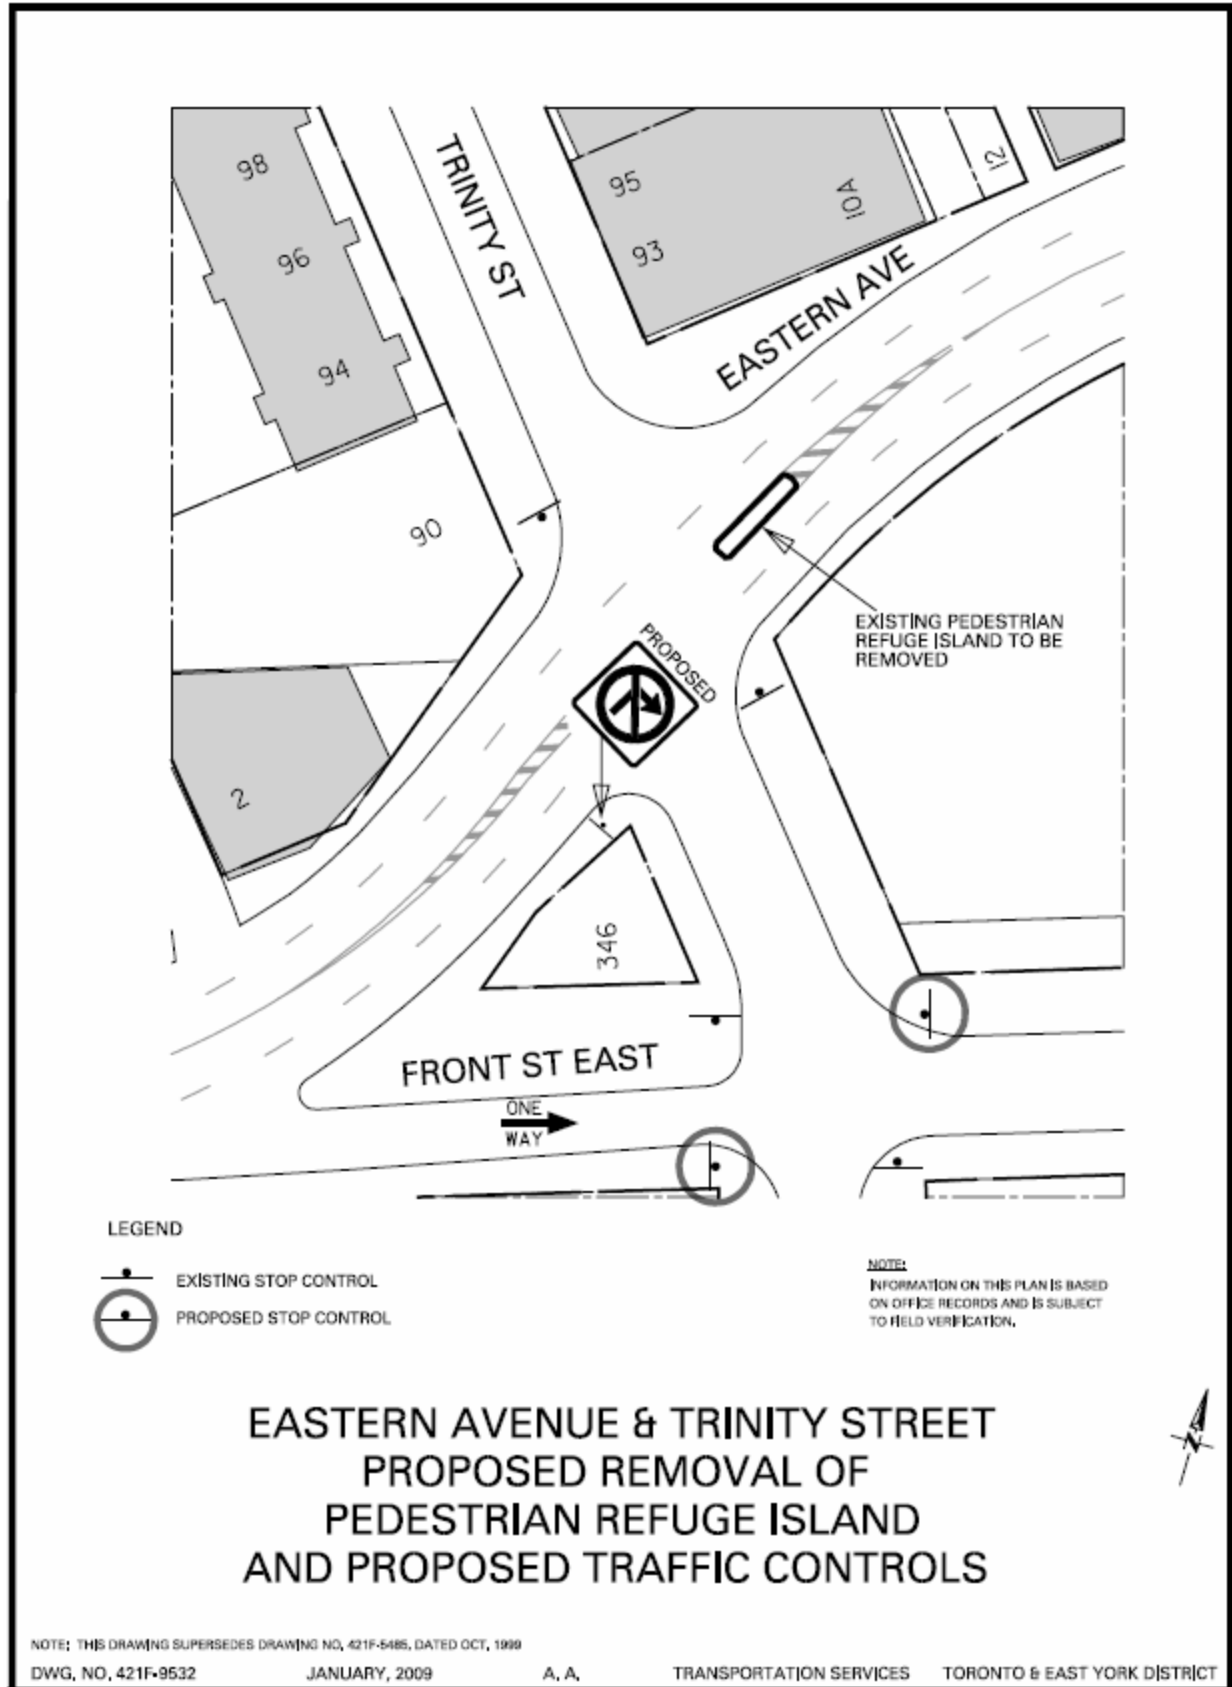 98
96
94
90
2
TRINITY ST
95
93
10A
12
EASTERN AVE
EXISTING PEDESTRIAN
REFUGE ISLAND TO BE
REMOVED
PROPOSED
346
FRONT ST EAST
ONE
WAY
LEGEND
EXISTING STOP CONTROL
PROPOSED STOP CONTROL
NOTE:
INFORMATION ON THIS PLAN IS BASED
ON OFFICE RECORDS AND IS SUBJECT
TO FIELD VERIFICATION.
N
EASTERN AVENUE & TRINITY STREET
PROPOSED REMOVAL OF
PEDESTRIAN REFUGE ISLAND
AND PROPOSED TRAFFIC CONTROLS
NOTE: THIS DRAWING SUPERSEDES DRAWING NO. 421F-5485, DATED OCT, 1999
DWG. NO. 421F-9532 JANUARY, 2009 A. A. TRANSPORTATION SERVICES TORONTO & EAST YORK DISTRICT